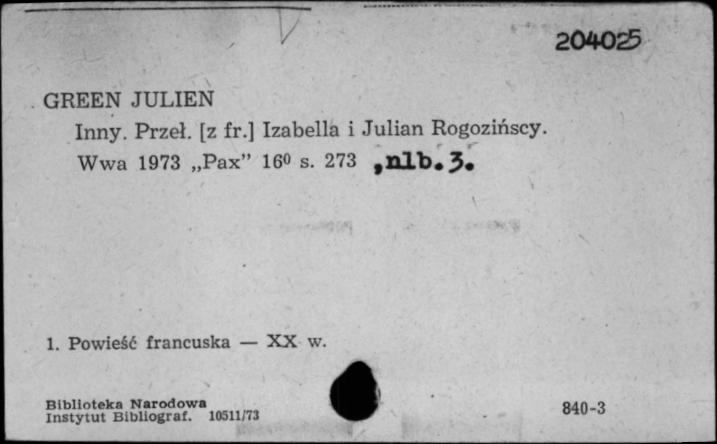 204025
GREEN JULIEN
Inny. Przeł. [z fr.] Izabella i Julian Rogozińscy.
Wwa 1973 „Pax” 16⁰ s. 273 ,nlb.3.
1. Powieść francuska — XX w.
Biblioteka Narodowa
Instytut Bibliograf. 10511/73
840-3